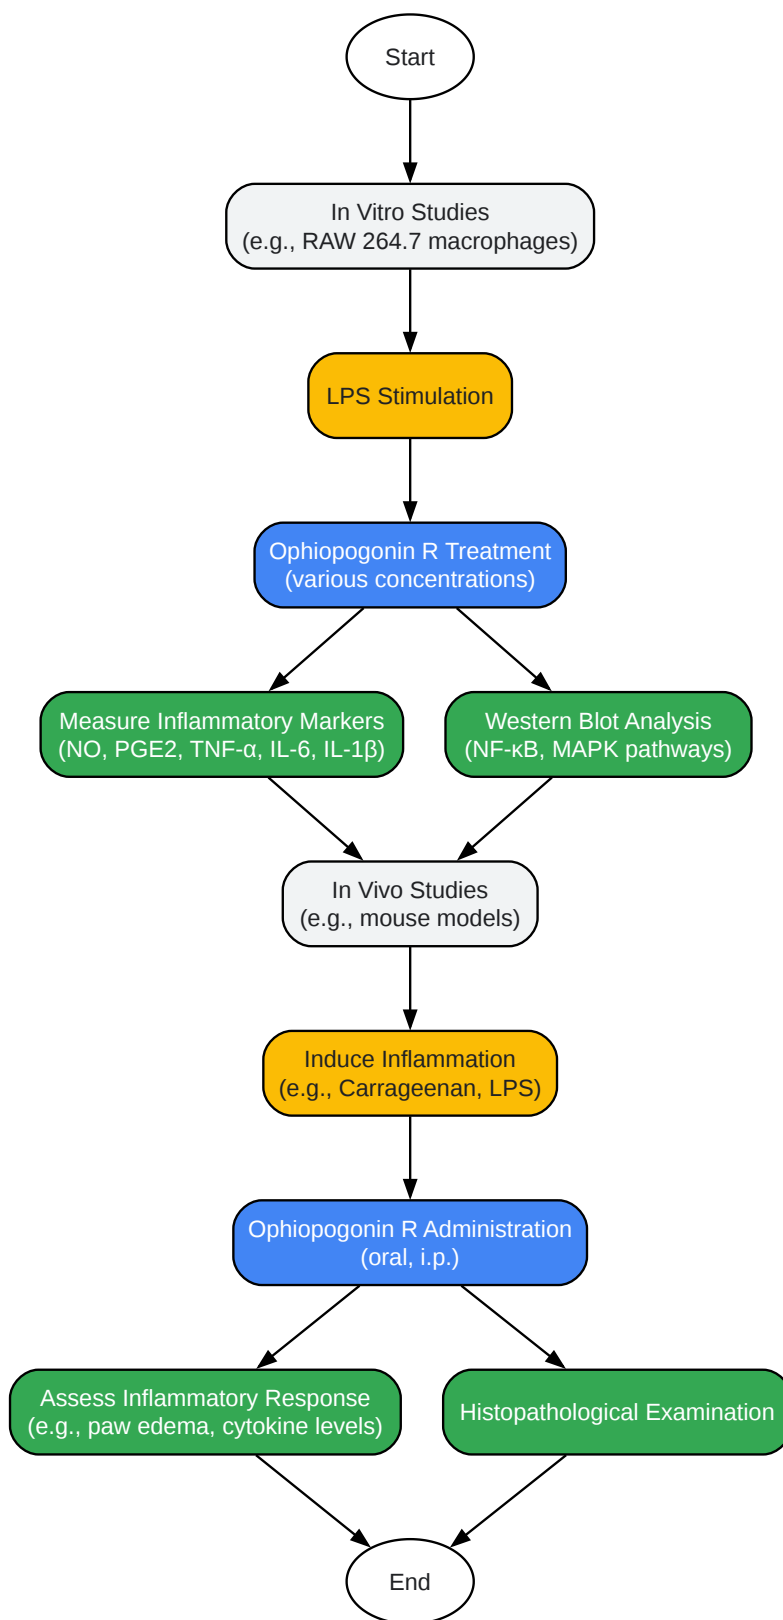 Start
In Vitro Studies
(e.g., RAW 264.7 macrophages)
LPS Stimulation
Ophiopogonin R Treatment
(various concentrations)
Measure Inflammatory Markers
(NO, PGE2, TNF-α, IL-6, IL-1β)
Western Blot Analysis
(NF-κB, MAPK pathways)
In Vivo Studies
(e.g., mouse models)
Induce Inflammation
(e.g., Carrageenan, LPS)
Ophiopogonin R Administration
(oral, i.p.)
Assess Inflammatory Response
(e.g., paw edema, cytokine levels)
Histopathological Examination
End